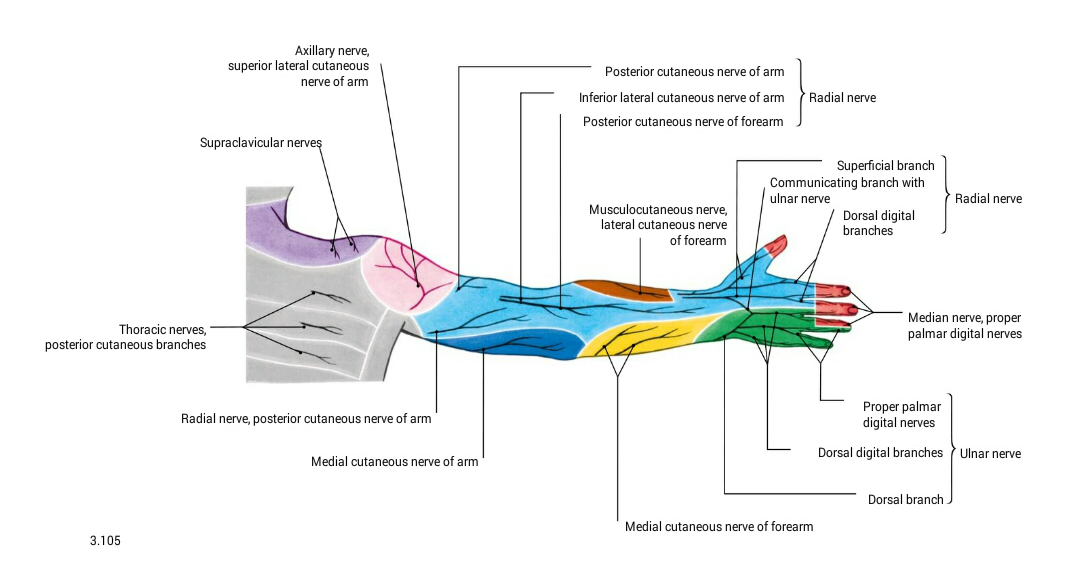 Axillary nerve,
superior lateral cutaneous
nerve of arm
Supraclavicular nerves
Thoracic nerves,
posterior cutaneous branches
Radial nerve, posterior cutaneous nerve of arm
Medial cutaneous nerve of arm
Posterior cutaneous nerve of arm
Inferior lateral cutaneous nerve of arm
Posterior cutaneous nerve of forearm
Radial nerve
Musculocutaneous nerve,
lateral cutaneous nerve
of forearm
Superficial branch
Communicating branch with
ulnar nerve
Dorsal digital
branches
Radial nerve
Median nerve, proper
palmar digital nerves
Proper palmar
digital nerves
Dorsal digital branches
Dorsal branch
Ulnar nerve
Medial cutaneous nerve of forearm
3.105